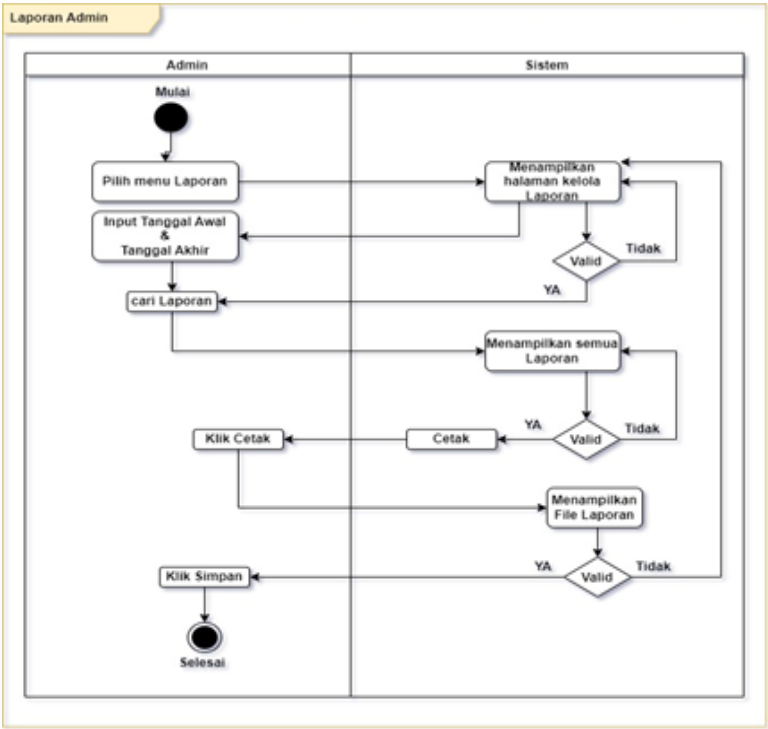 Laporan Admin
Admin
Sistem
Mulai
Pilih menu Laporan
Menampilkan
halaman kelola
Laporan
Input Tanggal Awal
&
Tanggal Akhir
Valid
Tidak
YA
cari Laporan
Menampilkan semua
Laporan
Valid
Tidak
YA
Cetak
Klik Cetak
Menampilkan
File Laporan
Valid
Tidak
YA
Klik Simpan
Selesai